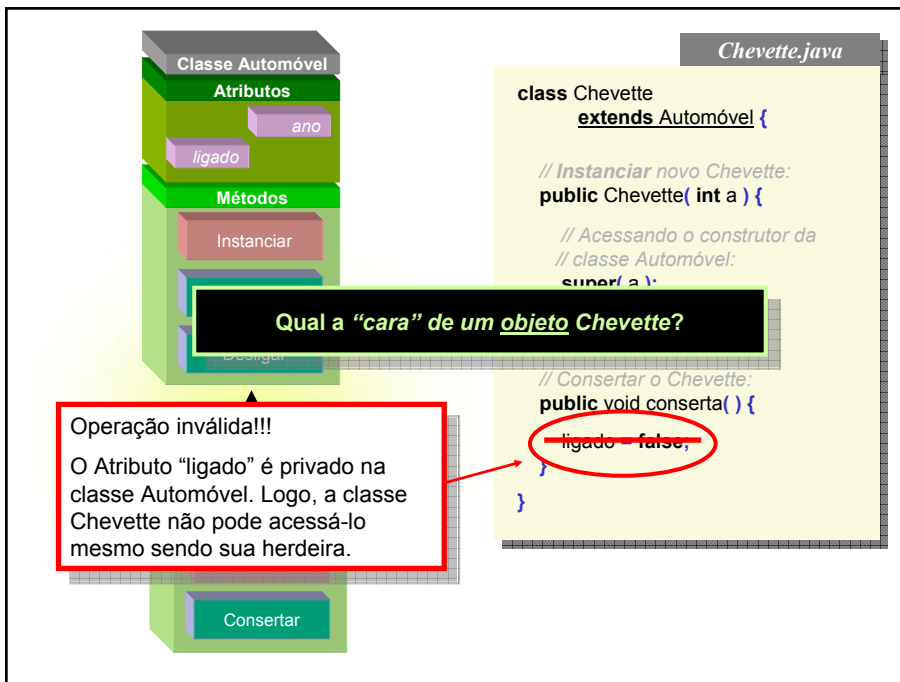 Classe Automóvel
Atributos
ano
ligado
Métodos
Instanciar
Desligar
Chevette.java
class Chevette
extends Automóvel {
// Instanciar novo Chevette:
public Chevette( int a ) {
// Acessando o construtor da
// classe Automóvel:
super( a );
Qual a “cara” de um objeto Chevette?
// Consertar o Chevette:
public void conserta( ) {
ligado = false;
}
}
Operação inválida!!!
O Atributo “ligado” é privado na
classe Automóvel. Logo, a classe
Chevette não pode acessá-lo
mesmo sendo sua herdeira.
Consertar